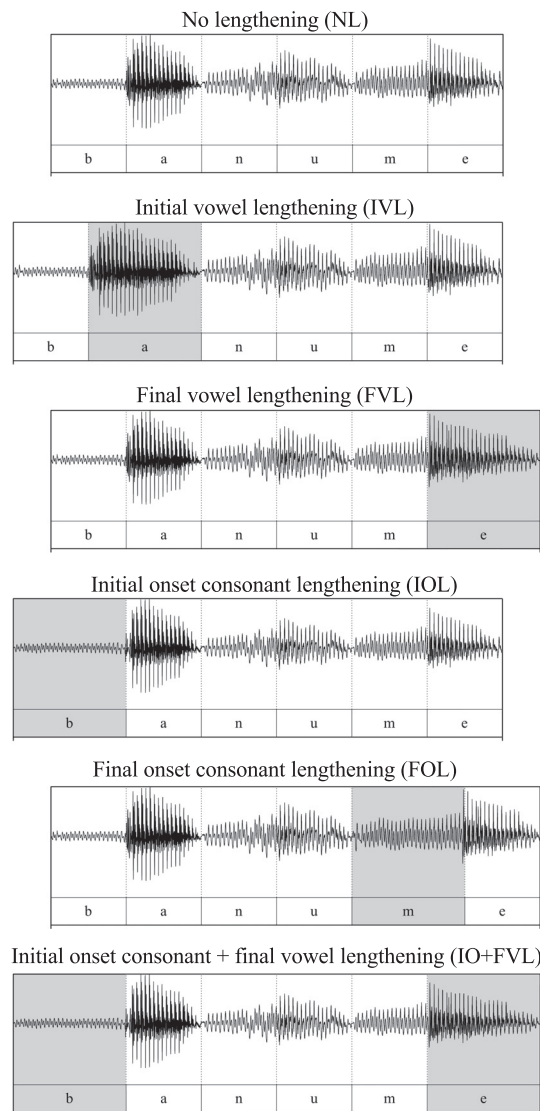 No lengthening (NL)
b a n u m e
Initial vowel lengthening (IVL)
b a n u m e
Final vowel lengthening (FVL)
b a n u m e
Initial onset consonant lengthening (IOL)
b a n u m e
Final onset consonant lengthening (FOL)
b a n u m e
Initial onset consonant + final vowel lengthening (IO+FVL)
b a n u m e